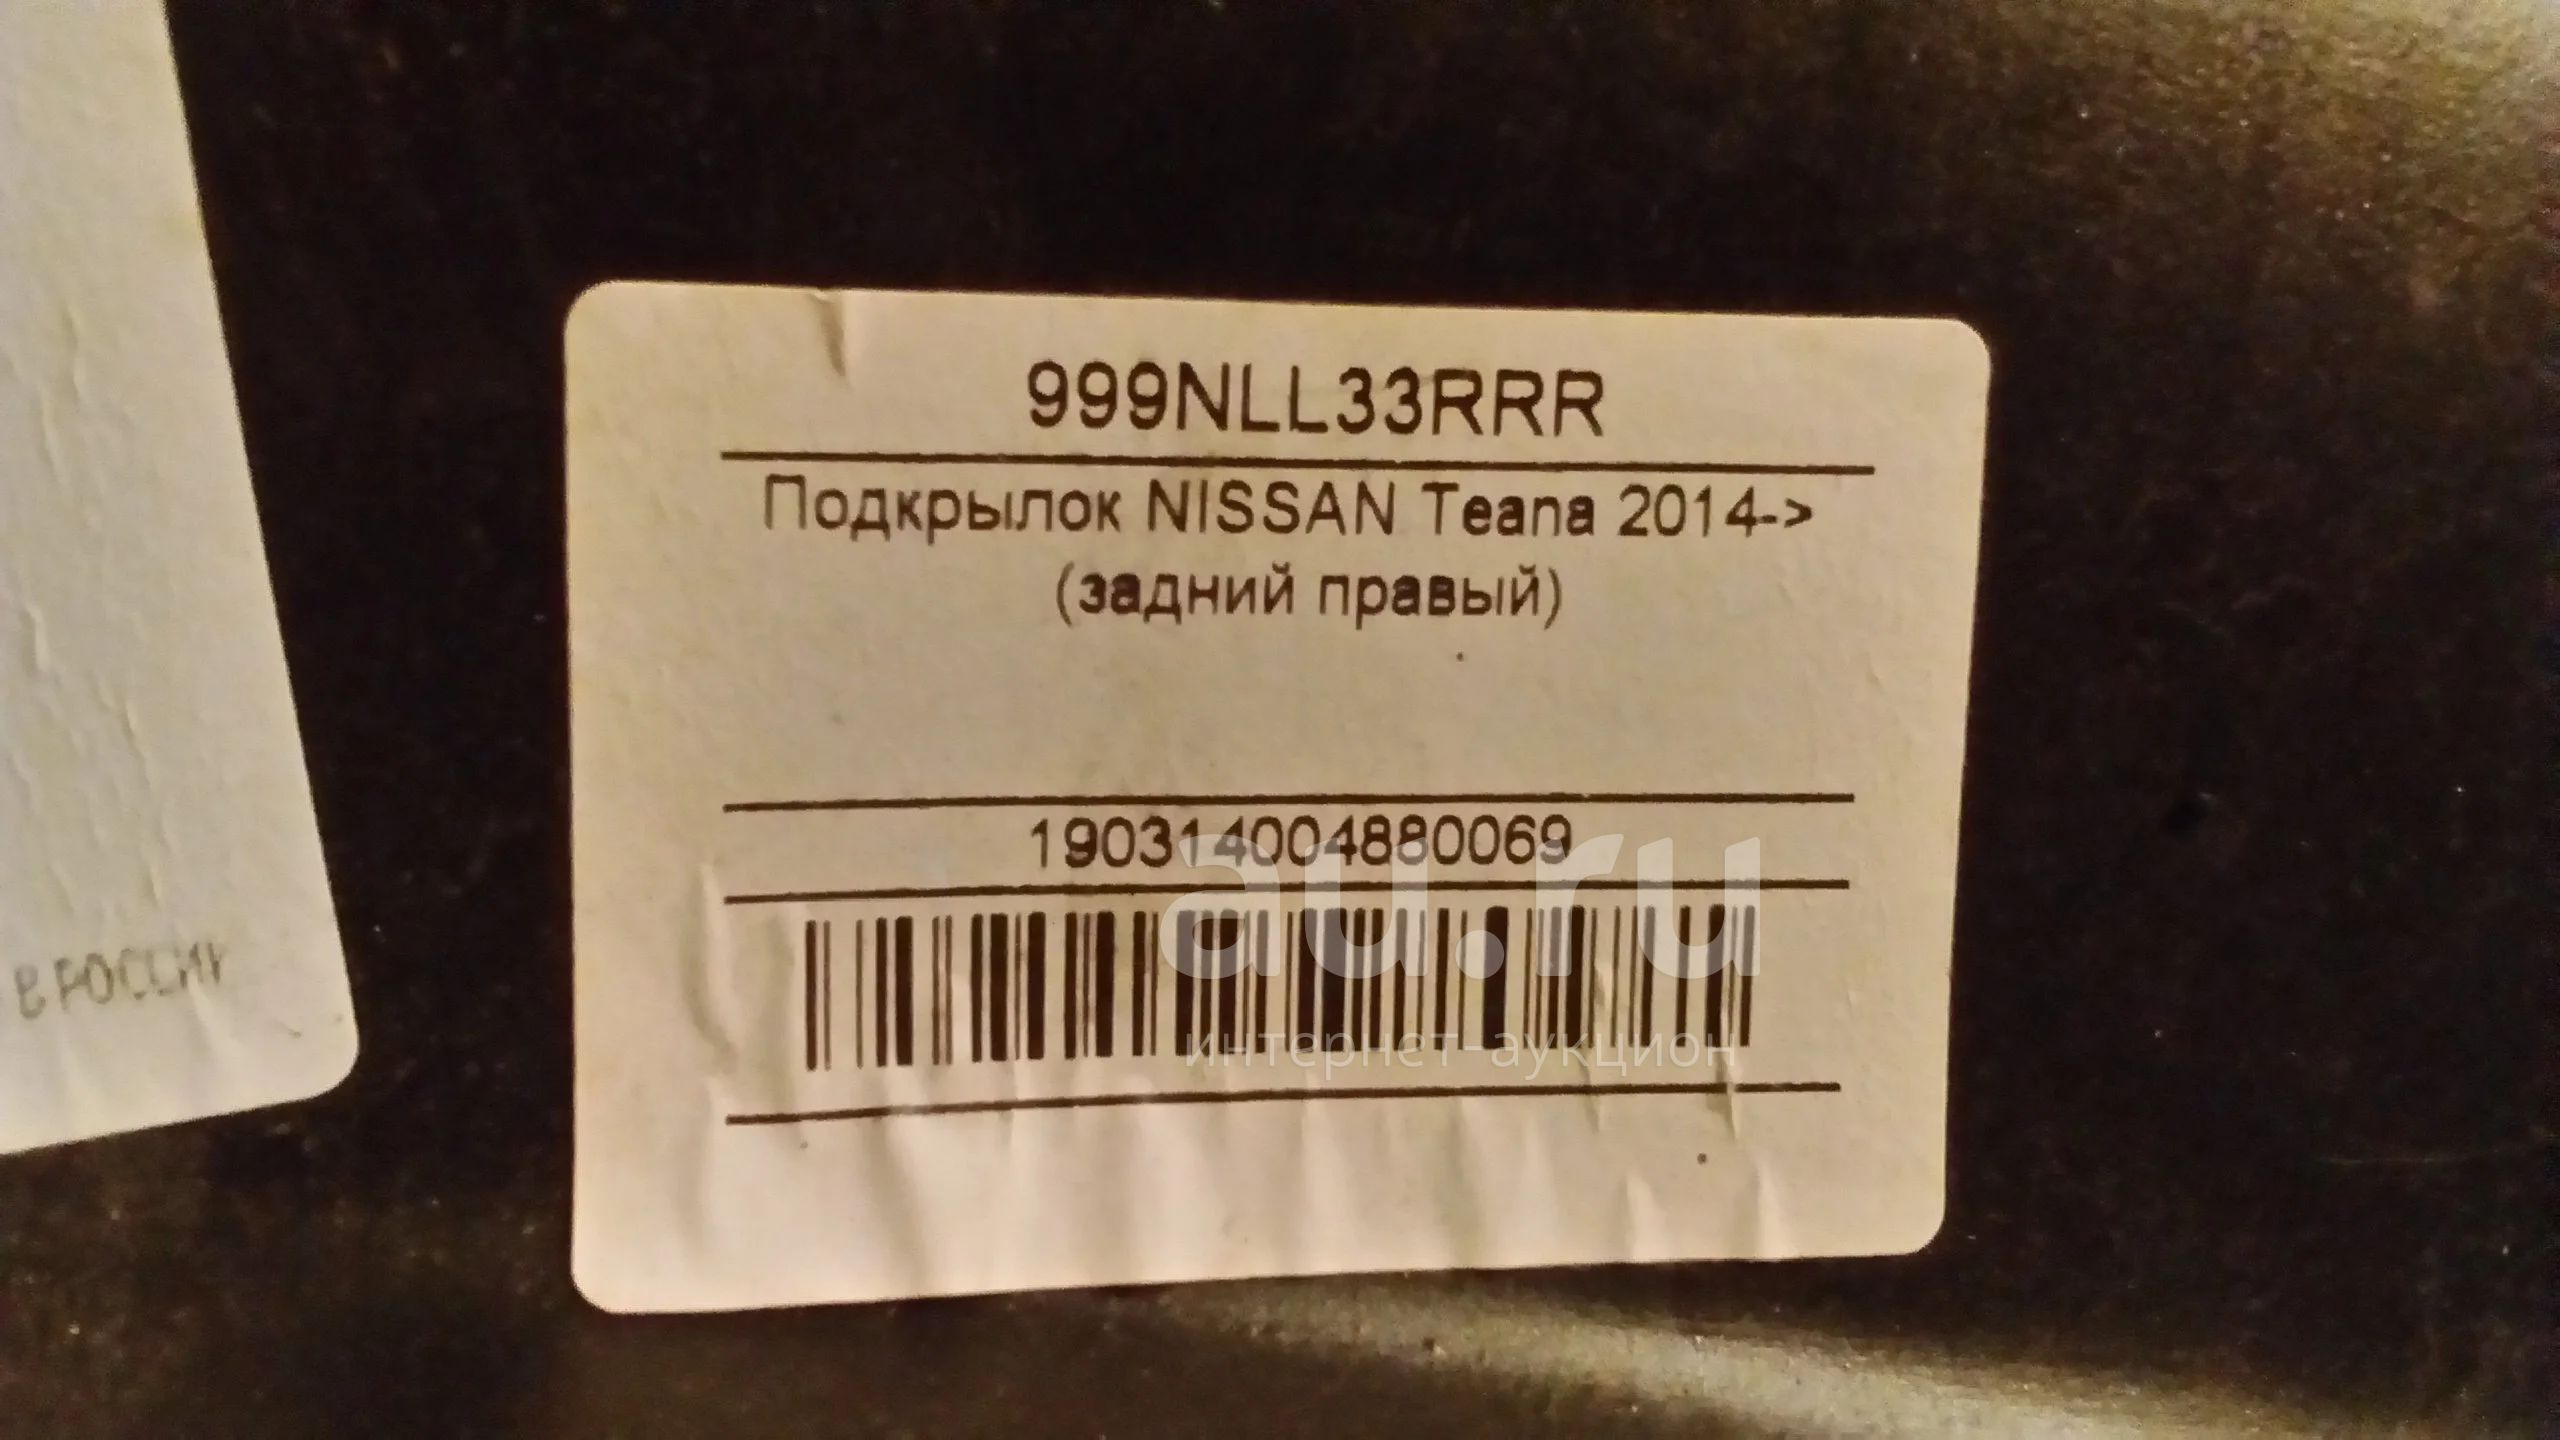 999NLL33RRR
Подкрылок NISSAN Teana 2014->
(задний правый)
190314004880069
au.ru
интернет-аукцион
В РОССИИ